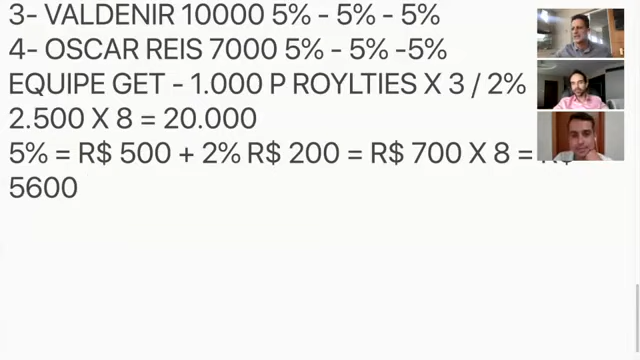 3- VALDENIR 10000 5% - 5% - 5%
4- OSCAR REIS 7000 5% - 5% -5%
EQUIPE GET - 1.000 P ROYLTIES X 3 / 2%
2.500 X 8 = 20.000
5% = R$ 500 + 2% R$ 200 = R$ 700 X 8 = R$
5600